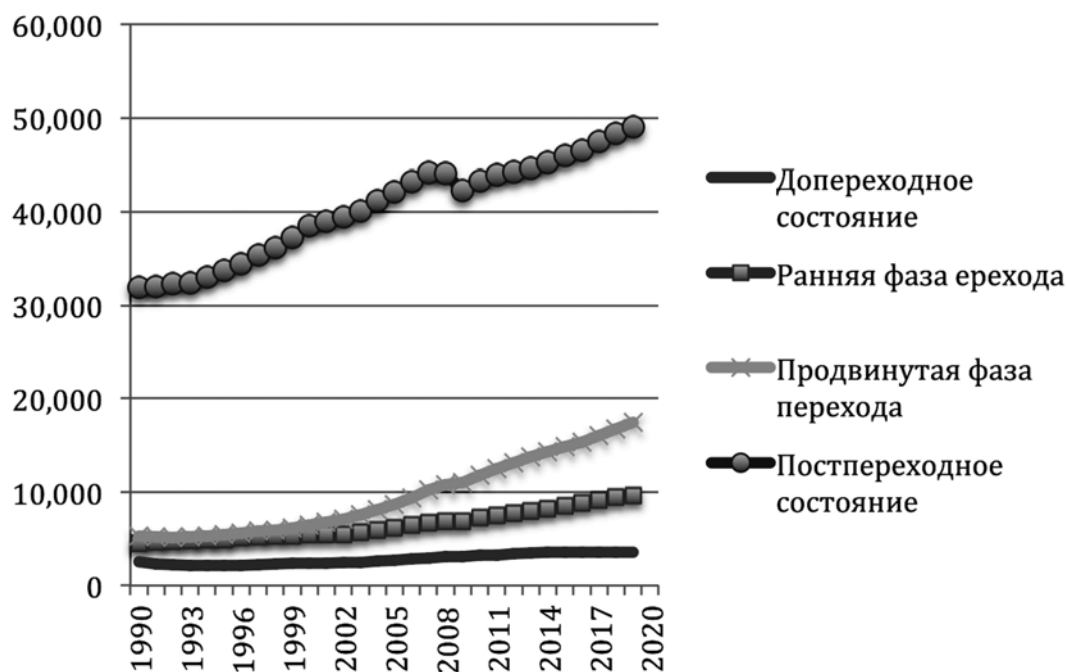 60,000
50,000
40,000
30,000
20,000
10,000
0
1990
1993
1996
1999
2002
2005
2008
2011
2014
2017
2020
Допереходное
состояние
Ранняя фаза ерехода
Продвинутая фаза
перехода
Постпереходное
состояние